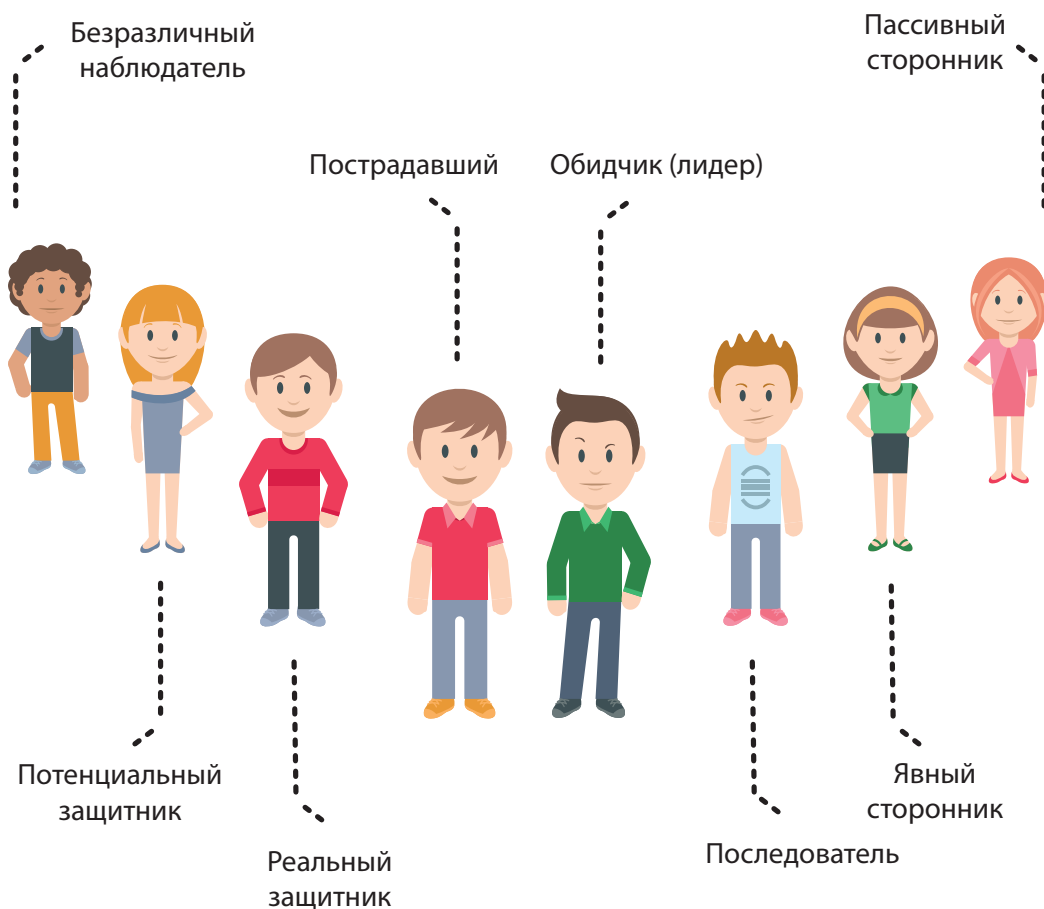 Безразличный
наблюдатель
Пассивный
сторонник
Пострадавший
Обидчик (лидер)
Потенциальный
защитник
Явный
сторонник
Реальный
защитник
Последователь